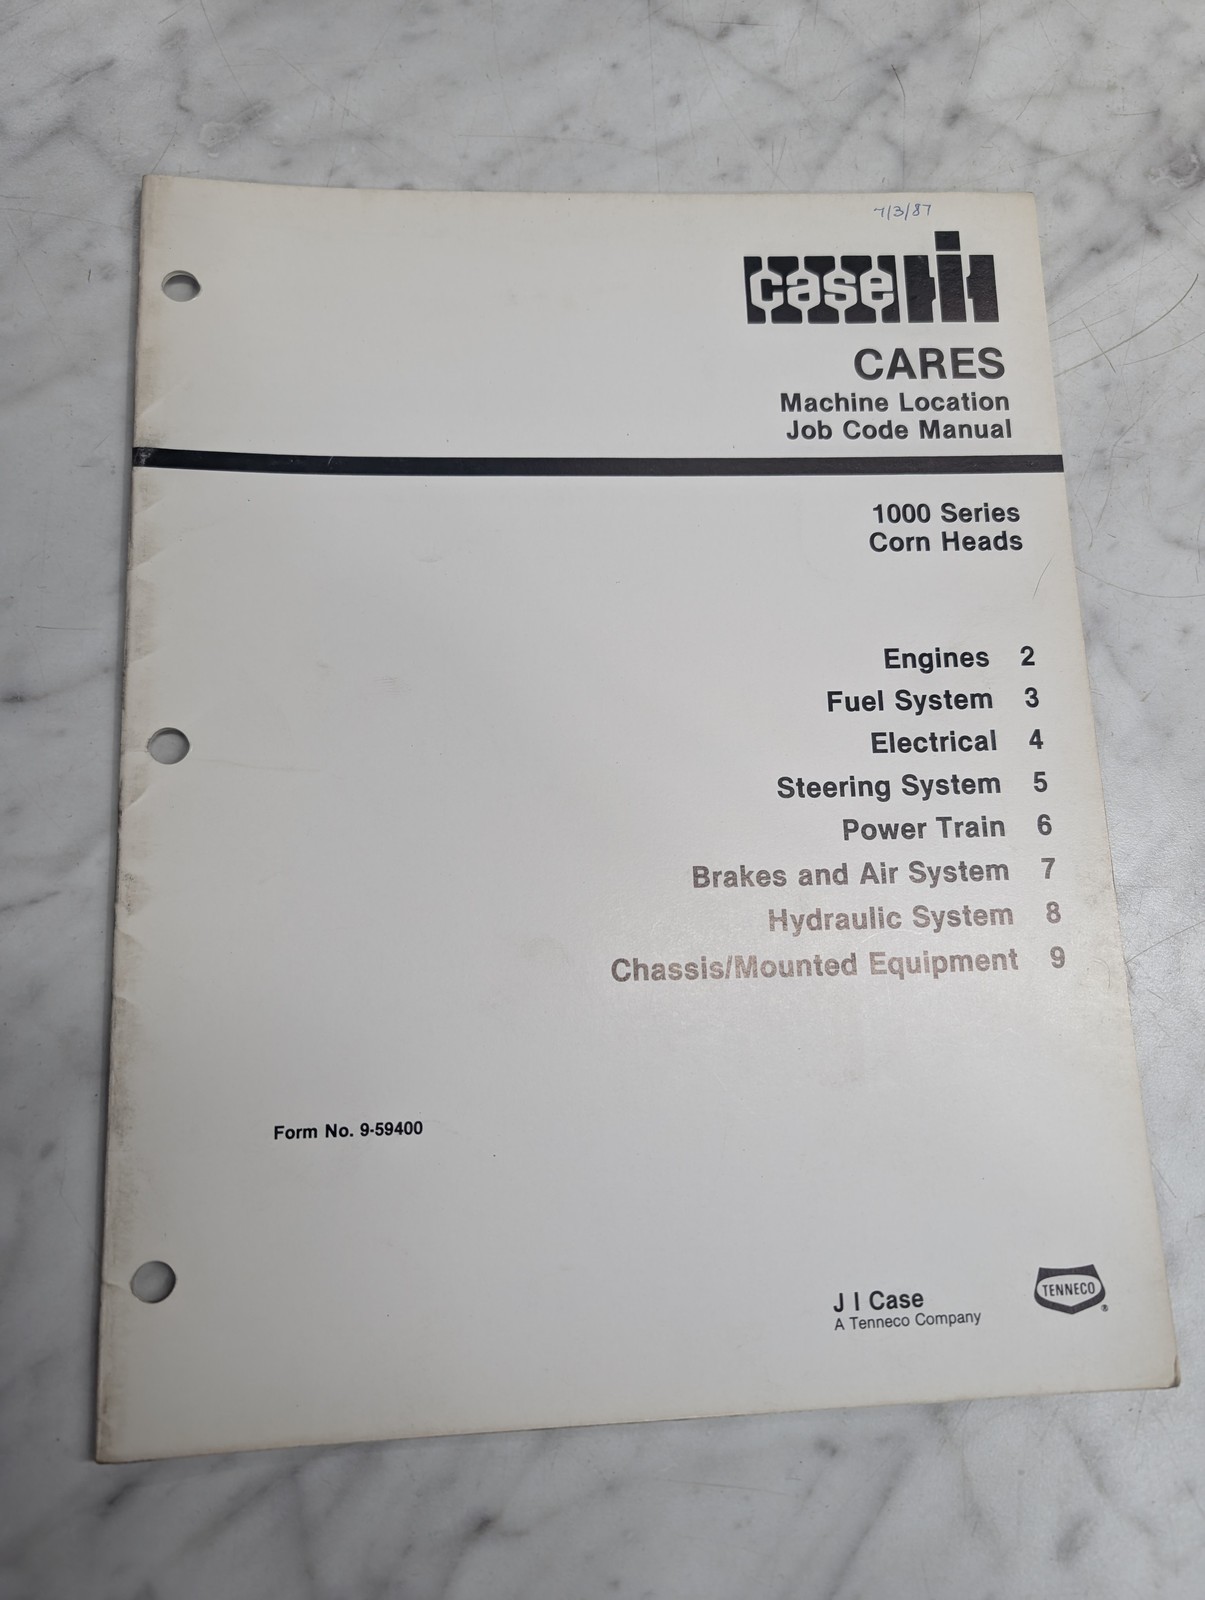 7/3/87
case IH
CARES
Machine Location
Job Code Manual
1000 Series
Corn Heads
Engines 2
Fuel System 3
Electrical 4
Steering System 5
Power Train 6
Brakes and Air System 7
Hydraulic System 8
Chassis/Mounted Equipment 9
Form No. 9-59400
J I Case
A Tenneco Company
TENNECO
®